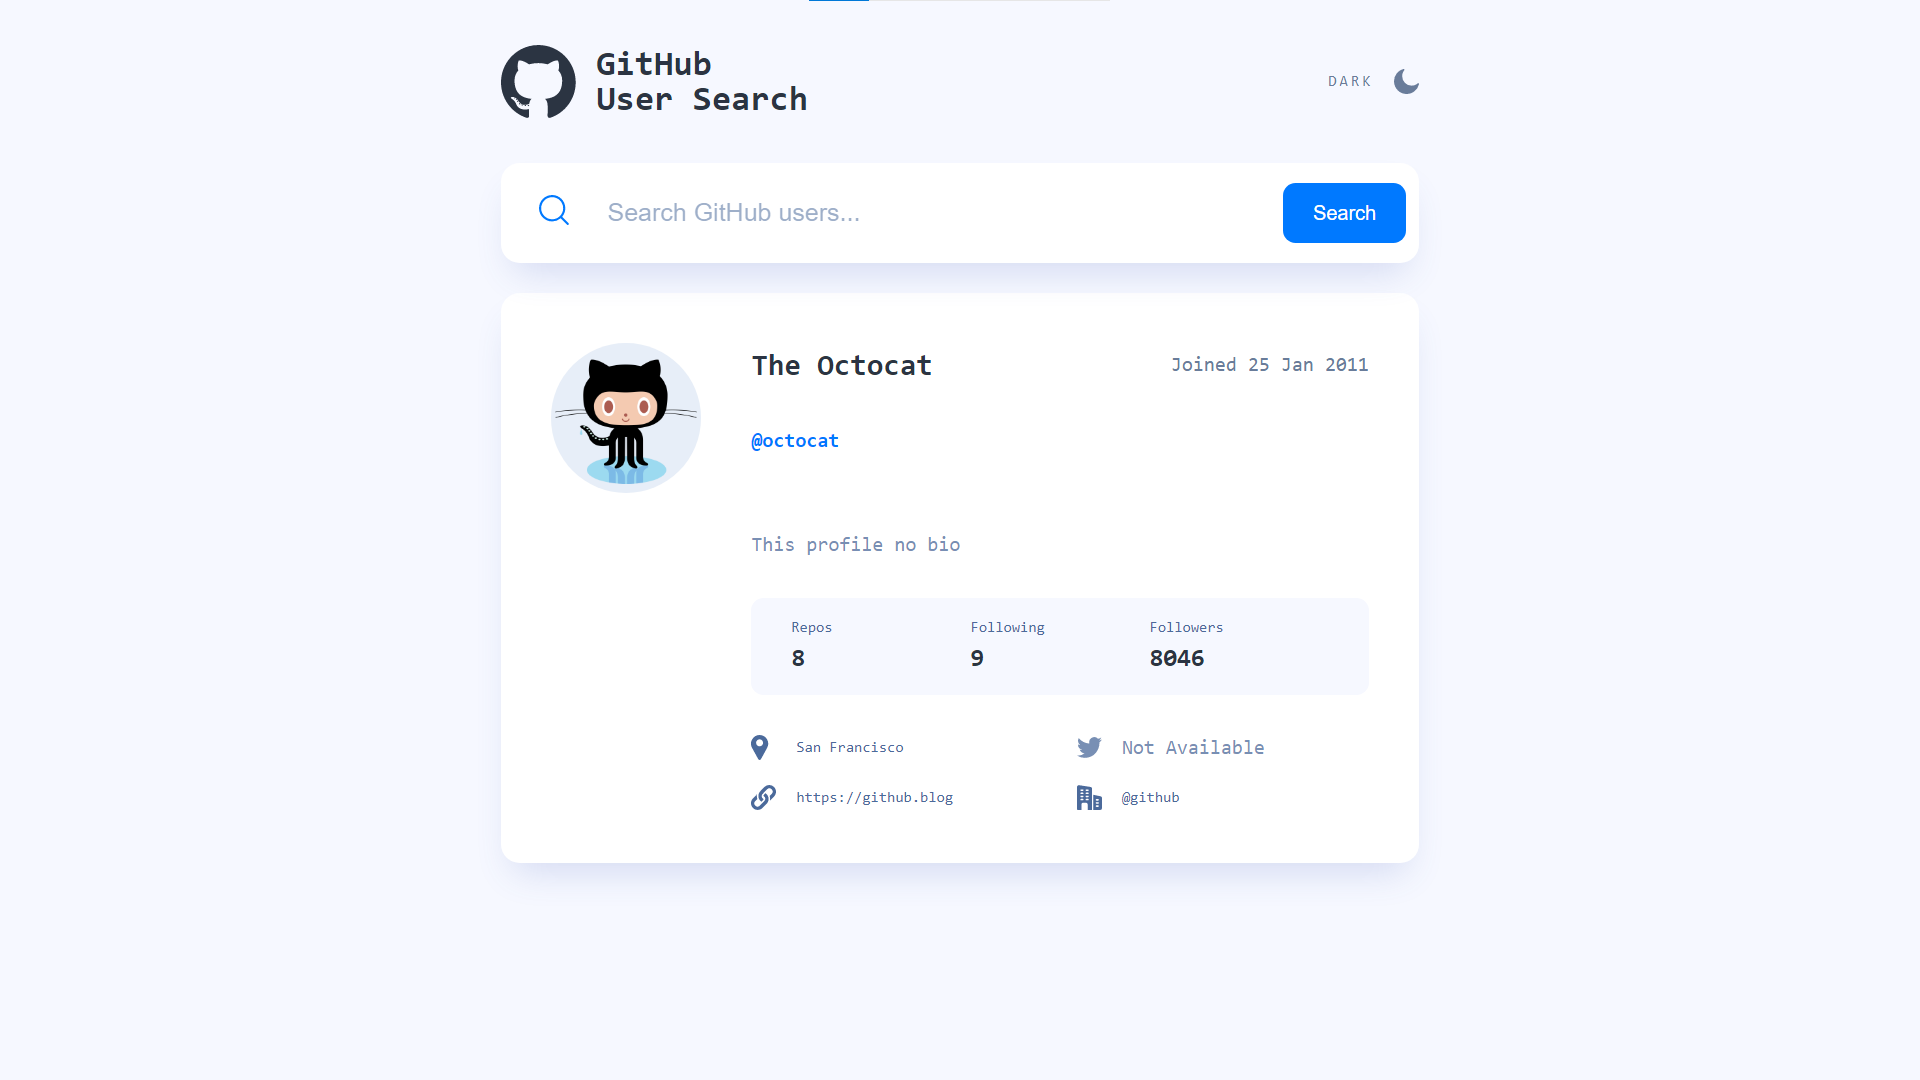 GitHub
User Search
DARK
Search GitHub users...
Search
The Octocat
Joined 25 Jan 2011
@octocat
This profile no bio
Repos
Following
Followers
8
9
8046
San Francisco
Not Available
https://github.blog
@github